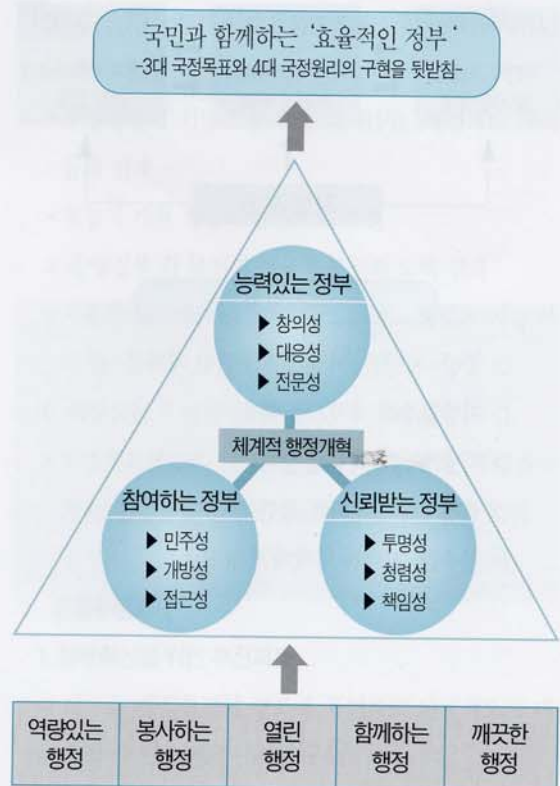 국민과 함께하는 ‘효율적인 정부‘
-3대 국정목표와 4대 국정원리의 구현을 뒷받침-
능력있는 정부
▶ 창의성
▶ 대응성
▶ 전문성
체계적 행정개혁
참여하는 정부
▶ 민주성
▶ 개방성
▶ 접근성
신뢰받는 정부
▶ 투명성
▶ 청렴성
▶ 책임성
역량있는
행정
봉사하는
행정
열린
행정
함께하는
행정
깨끗한
행정